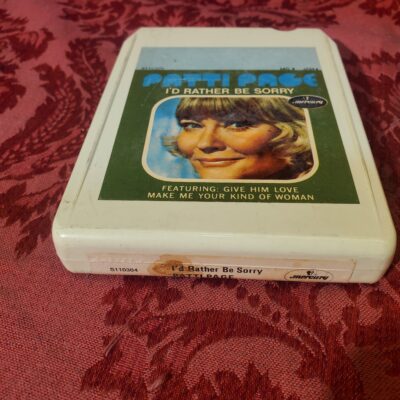 PATTI PAGE
I'D RATHER BE SORRY
mercury
FEATURING: GIVE HIM LOVE
MAKE ME YOUR KIND OF WOMAN
S110304
I'd Rather Be Sorry
PATTI PAGE
mercury